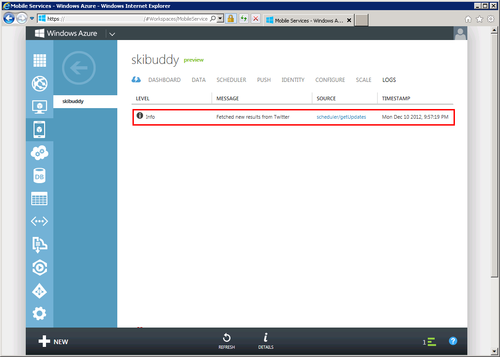 Mobile Services - Windows Azure - Windows Internet Explorer
https://
/#Workspaces/MobileService
Mobile Services - Windows A...
Windows Azure
skibuddy preview
DASHBOARD DATA SCHEDULER PUSH IDENTITY CONFIGURE SCALE LOGS
skibuddy
LEVEL MESSAGE SOURCE TIMESTAMP
Info Fetched new results from Twitter scheduler/getUpdates Mon Dec 10 2012, 9:57:19 PM
DB
NEW REFRESH DETAILS 1 ?